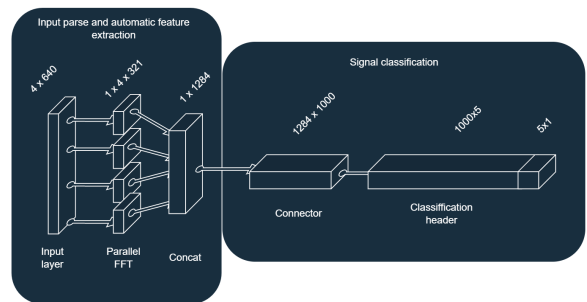 Input parse and automatic feature
extraction
Signal classification
4 x 640
1 x 4 x 321
1 x 1284
1284 x 1000
1000x5
5x1
Connector
Classiffication
header
Input
layer
Parallel
FFT
Concat